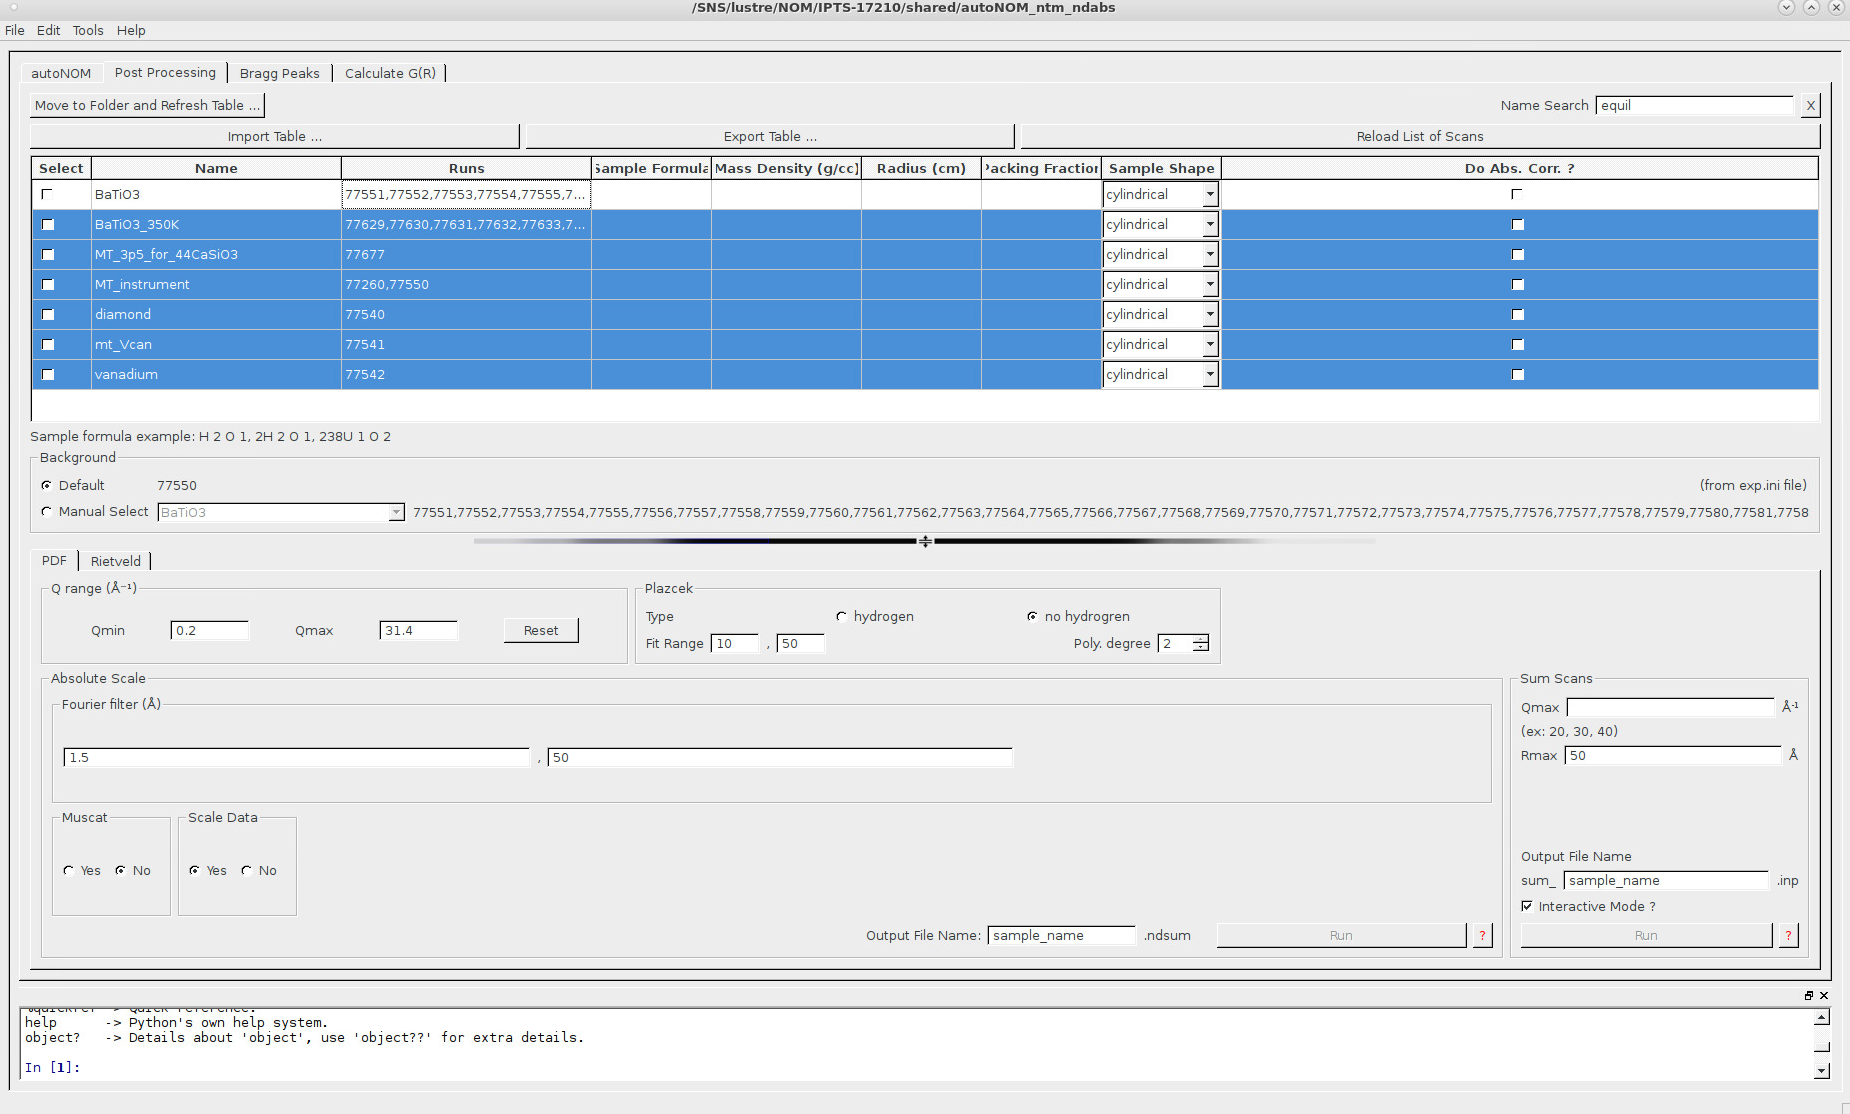 /SNS/lustre/NOM/IPTS-17210/shared/autoNOM_ntm_ndabs
File Edit Tools Help
autoNOM Post Processing Bragg Peaks Calculate G(R)
Move to Folder and Refresh Table ... Name Search equil X
Import Table ... Export Table ... Reload List of Scans
Select Name Runs Sample Formula Mass Density (g/cc) Radius (cm) Packing Fraction Sample Shape Do Abs. Corr. ?
BaTiO3 77551,77552,77553,77554,77555,7... cylindrical
BaTiO3_350K 77629,77630,77631,77632,77633,7... cylindrical
MT_3p5_for_44CaSiO3 77677 cylindrical
MT_instrument 77260,77550 cylindrical
diamond 77540 cylindrical
mt_Vcan 77541 cylindrical
vanadium 77542 cylindrical
Sample formula example: H 2 O 1, 2H 2 O 1, 238U 1 O 2
Background
Default 77550 (from exp.ini file)
Manual Select BaTiO3 77551,77552,77553,77554,77555,77556,77557,77558,77559,77560,77561,77562,77563,77564,77565,77566,77567,77568,77569,77570,77571,77572,77573,77574,77575,77576,77577,77578,77579,77580,77581,7758
PDF Rietveld
Q range (Å⁻¹) Plazcek
Type hydrogen no hydrogren
Qmin 0.2 Qmax 31.4 Reset
Fit Range 10 , 50 Poly. degree 2
Absolute Scale Sum Scans
Fourier filter (Å)
Qmax Å⁻¹
(ex: 20, 30, 40)
1.5 , 50 Rmax 50 Å
Muscat Scale Data
Output File Name
Yes No Yes No
sum_ sample_name .inp
Interactive Mode ?
Output File Name: sample_name .ndsum Run ? Run ?
%quickref -> Quick reference.
help -> Python's own help system.
object? -> Details about 'object', use 'object??' for extra details.
In [1]: